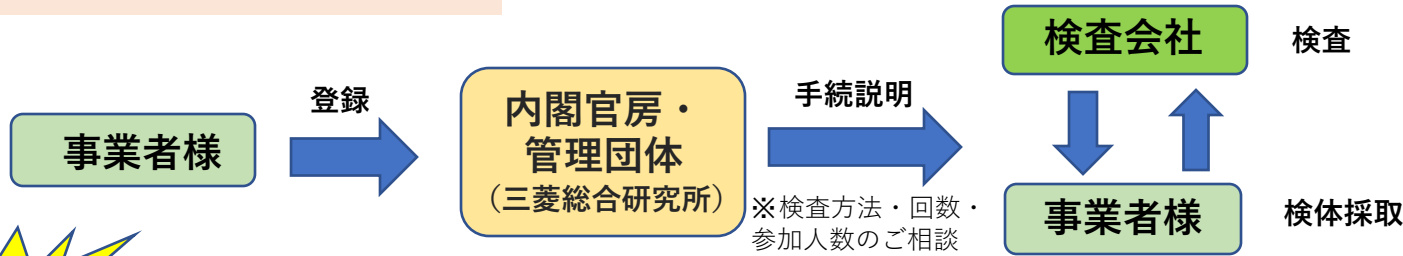 事業者様
登録
内閣官房・
管理団体
（三菱総合研究所）
手続説明
※検査方法・回数・
参加人数のご相談
検査会社
検査
事業者様
検体採取